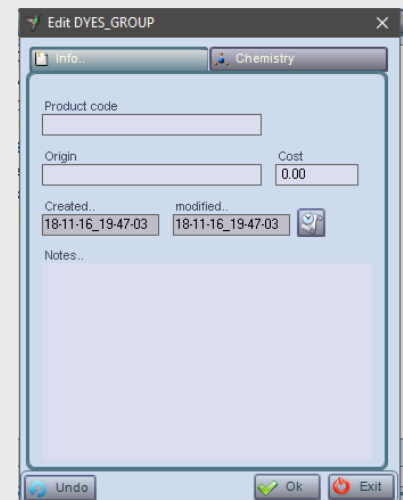 Edit DYES_GROUP
Info.. Chemistry
Product code
Origin Cost
0.00
Created.. modified..
18-11-16_19-47-03 18-11-16_19-47-03
Notes..
Undo Ok Exit